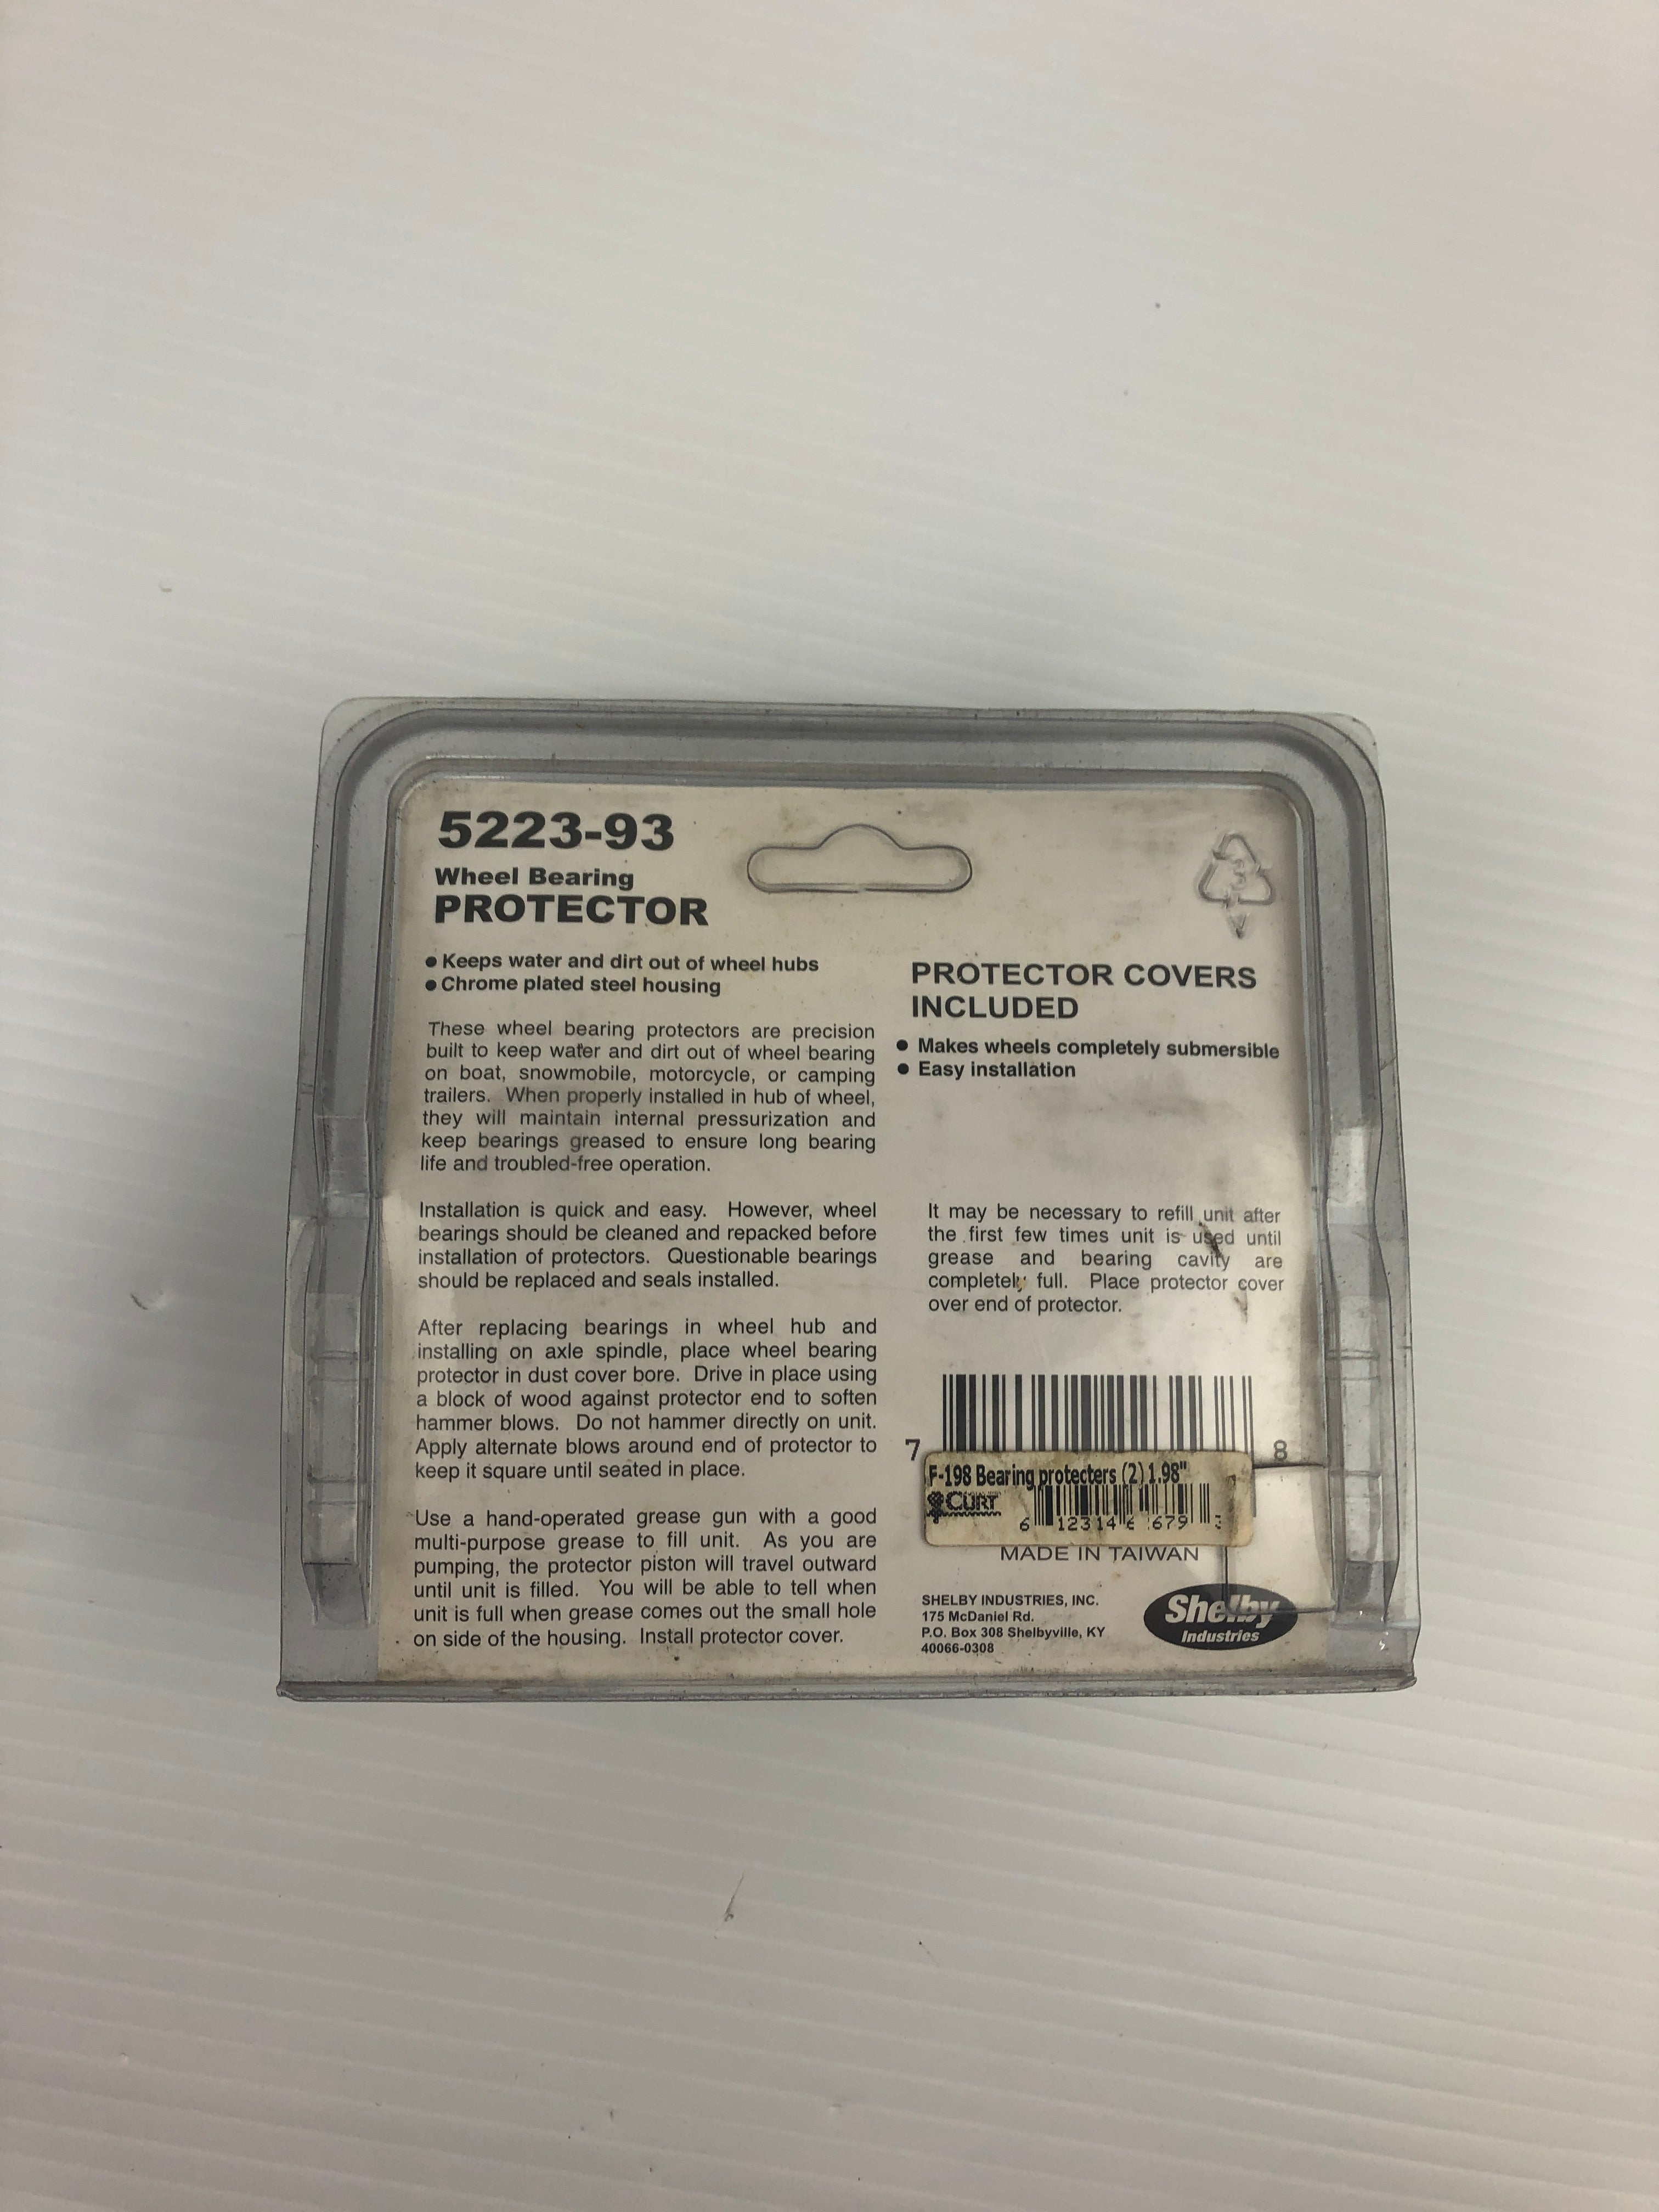 5223-93
Wheel Bearing
PROTECTOR
● Keeps water and dirt out of wheel hubs
● Chrome plated steel housing
These wheel bearing protectors are precision
built to keep water and dirt out of wheel bearing
on boat, snowmobile, motorcycle, or camping
trailers. When properly installed in hub of wheel,
they will maintain internal pressurization and
keep bearings greased to ensure long bearing
life and troubled-free operation.
Installation is quick and easy. However, wheel
bearings should be cleaned and repacked before
installation of protectors. Questionable bearings
should be replaced and seals installed.
After replacing bearings in wheel hub and
installing on axle spindle, place wheel bearing
protector in dust cover bore. Drive in place using
a block of wood against protector end to soften
hammer blows. Do not hammer directly on unit.
Apply alternate blows around end of protector to
keep it square until seated in place.
Use a hand-operated grease gun with a good
multi-purpose grease to fill unit. As you are
pumping, the protector piston will travel outward
until unit is filled. You will be able to tell when
unit is full when grease comes out the small hole
on side of the housing. Install protector cover.
3
V
PROTECTOR COVERS
INCLUDED
● Makes wheels completely submersible
● Easy installation
It may be necessary to refill unit after
the first few times unit is used until
grease and bearing cavity are
completely full. Place protector cover
over end of protector.
7 8
F-198 Bearing protecters (2) 1.98"
CURT
6 12314 679
MADE IN TAIWAN
SHELBY INDUSTRIES, INC.
175 McDaniel Rd.
P.O. Box 308 Shelbyville, KY
40066-0308
Shelby
Industries